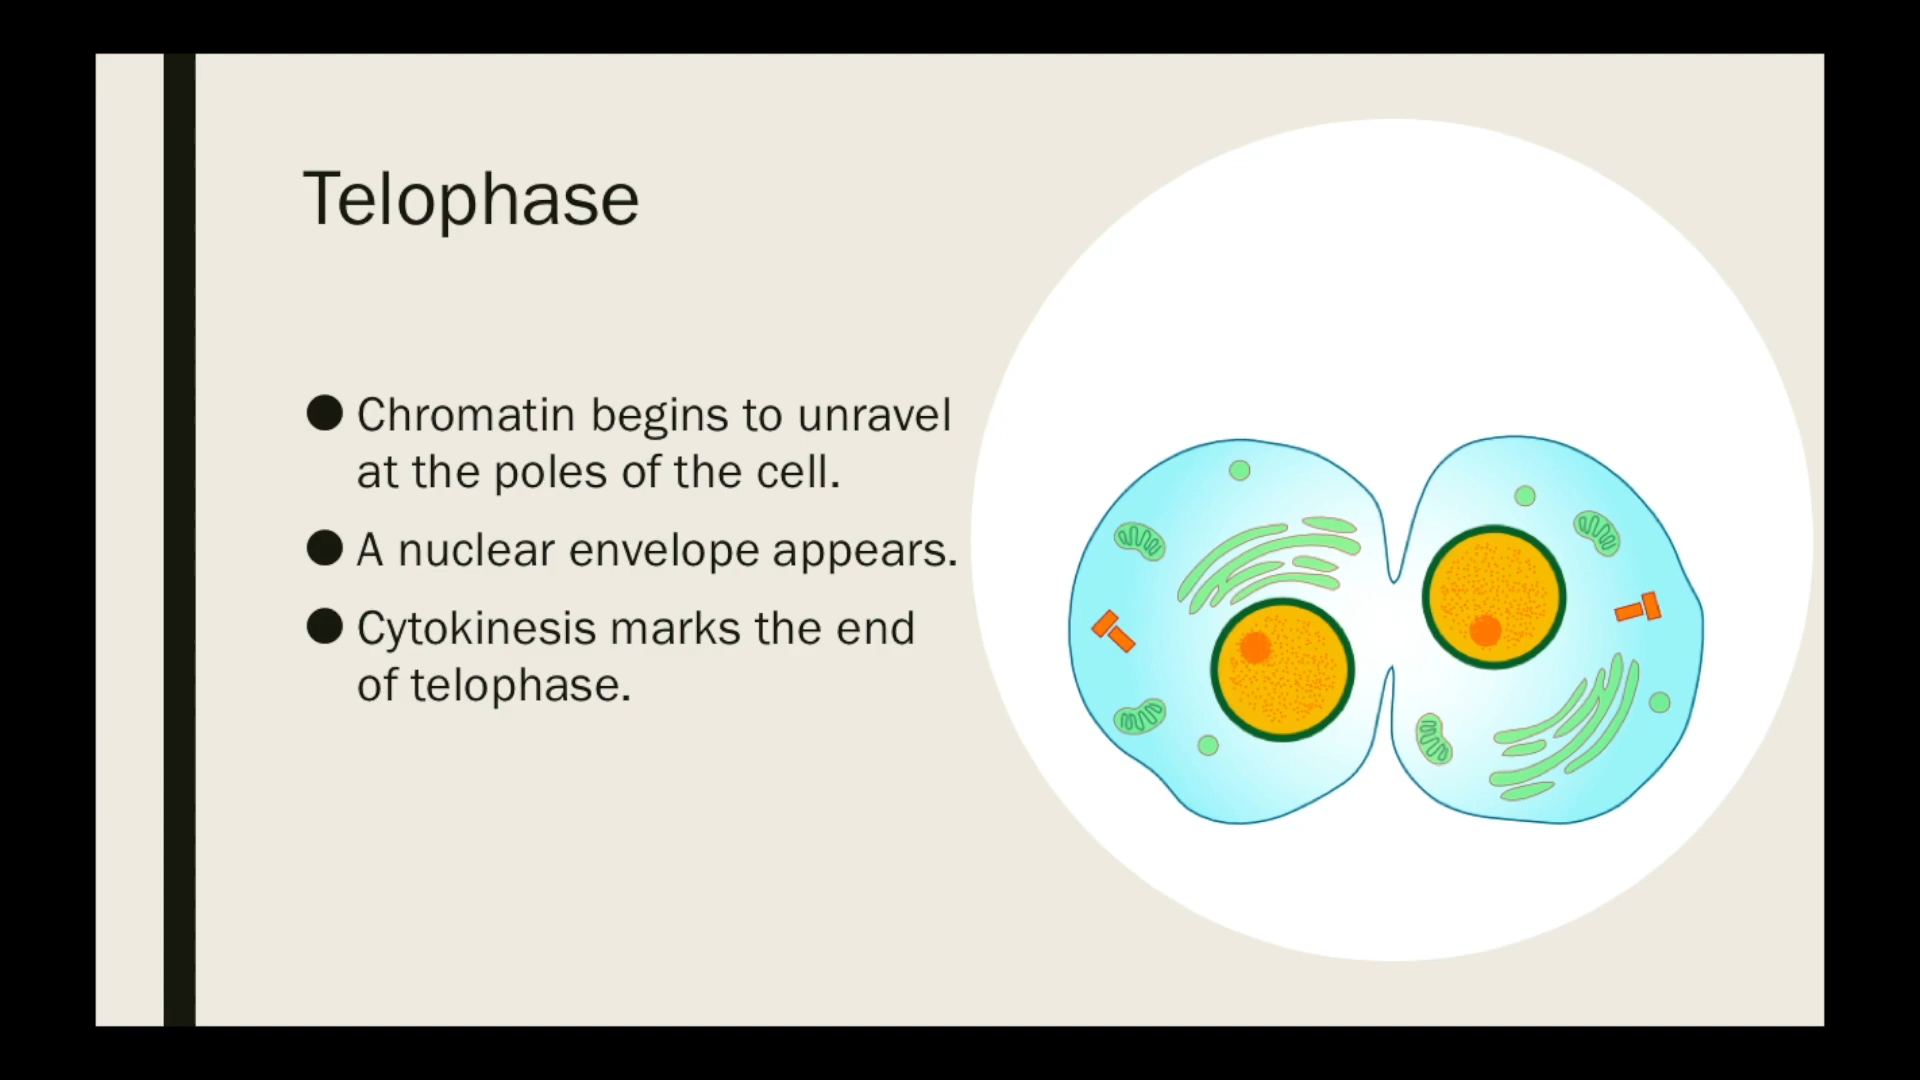 Telophase
Chromatin begins to unravel
at the poles of the cell.
A nuclear envelope appears.
Cytokinesis marks the end
of telophase.